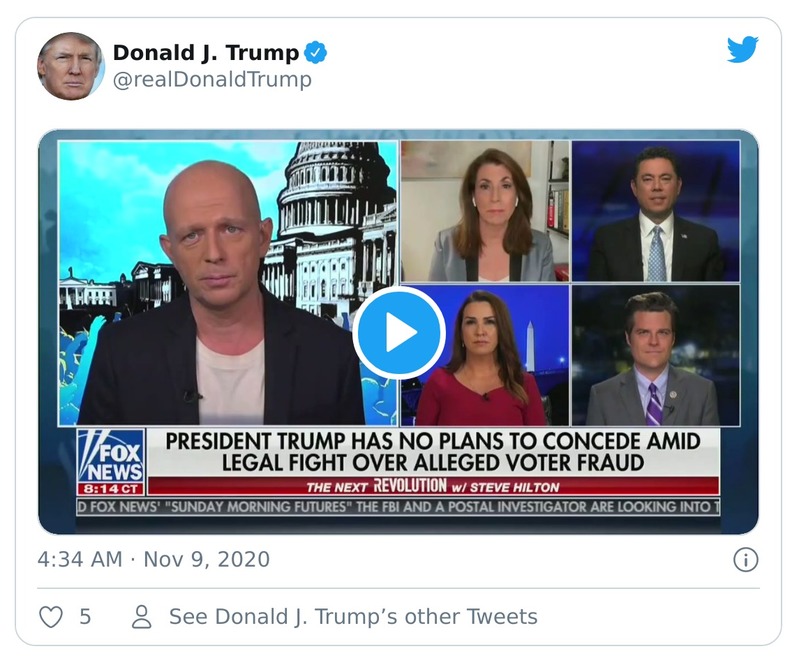 Donald J. Trump
@realDonaldTrump
FOX
NEWS
8:14 CT
PRESIDENT TRUMP HAS NO PLANS TO CONCEDE AMID
LEGAL FIGHT OVER ALLEGED VOTER FRAUD
THE NEXT REVOLUTION w/ STEVE HILTON
D FOX NEWS' "SUNDAY MORNING FUTURES" THE FBI AND A POSTAL INVESTIGATOR ARE LOOKING INTO T
4:34 AM · Nov 9, 2020
5
See Donald J. Trump’s other Tweets